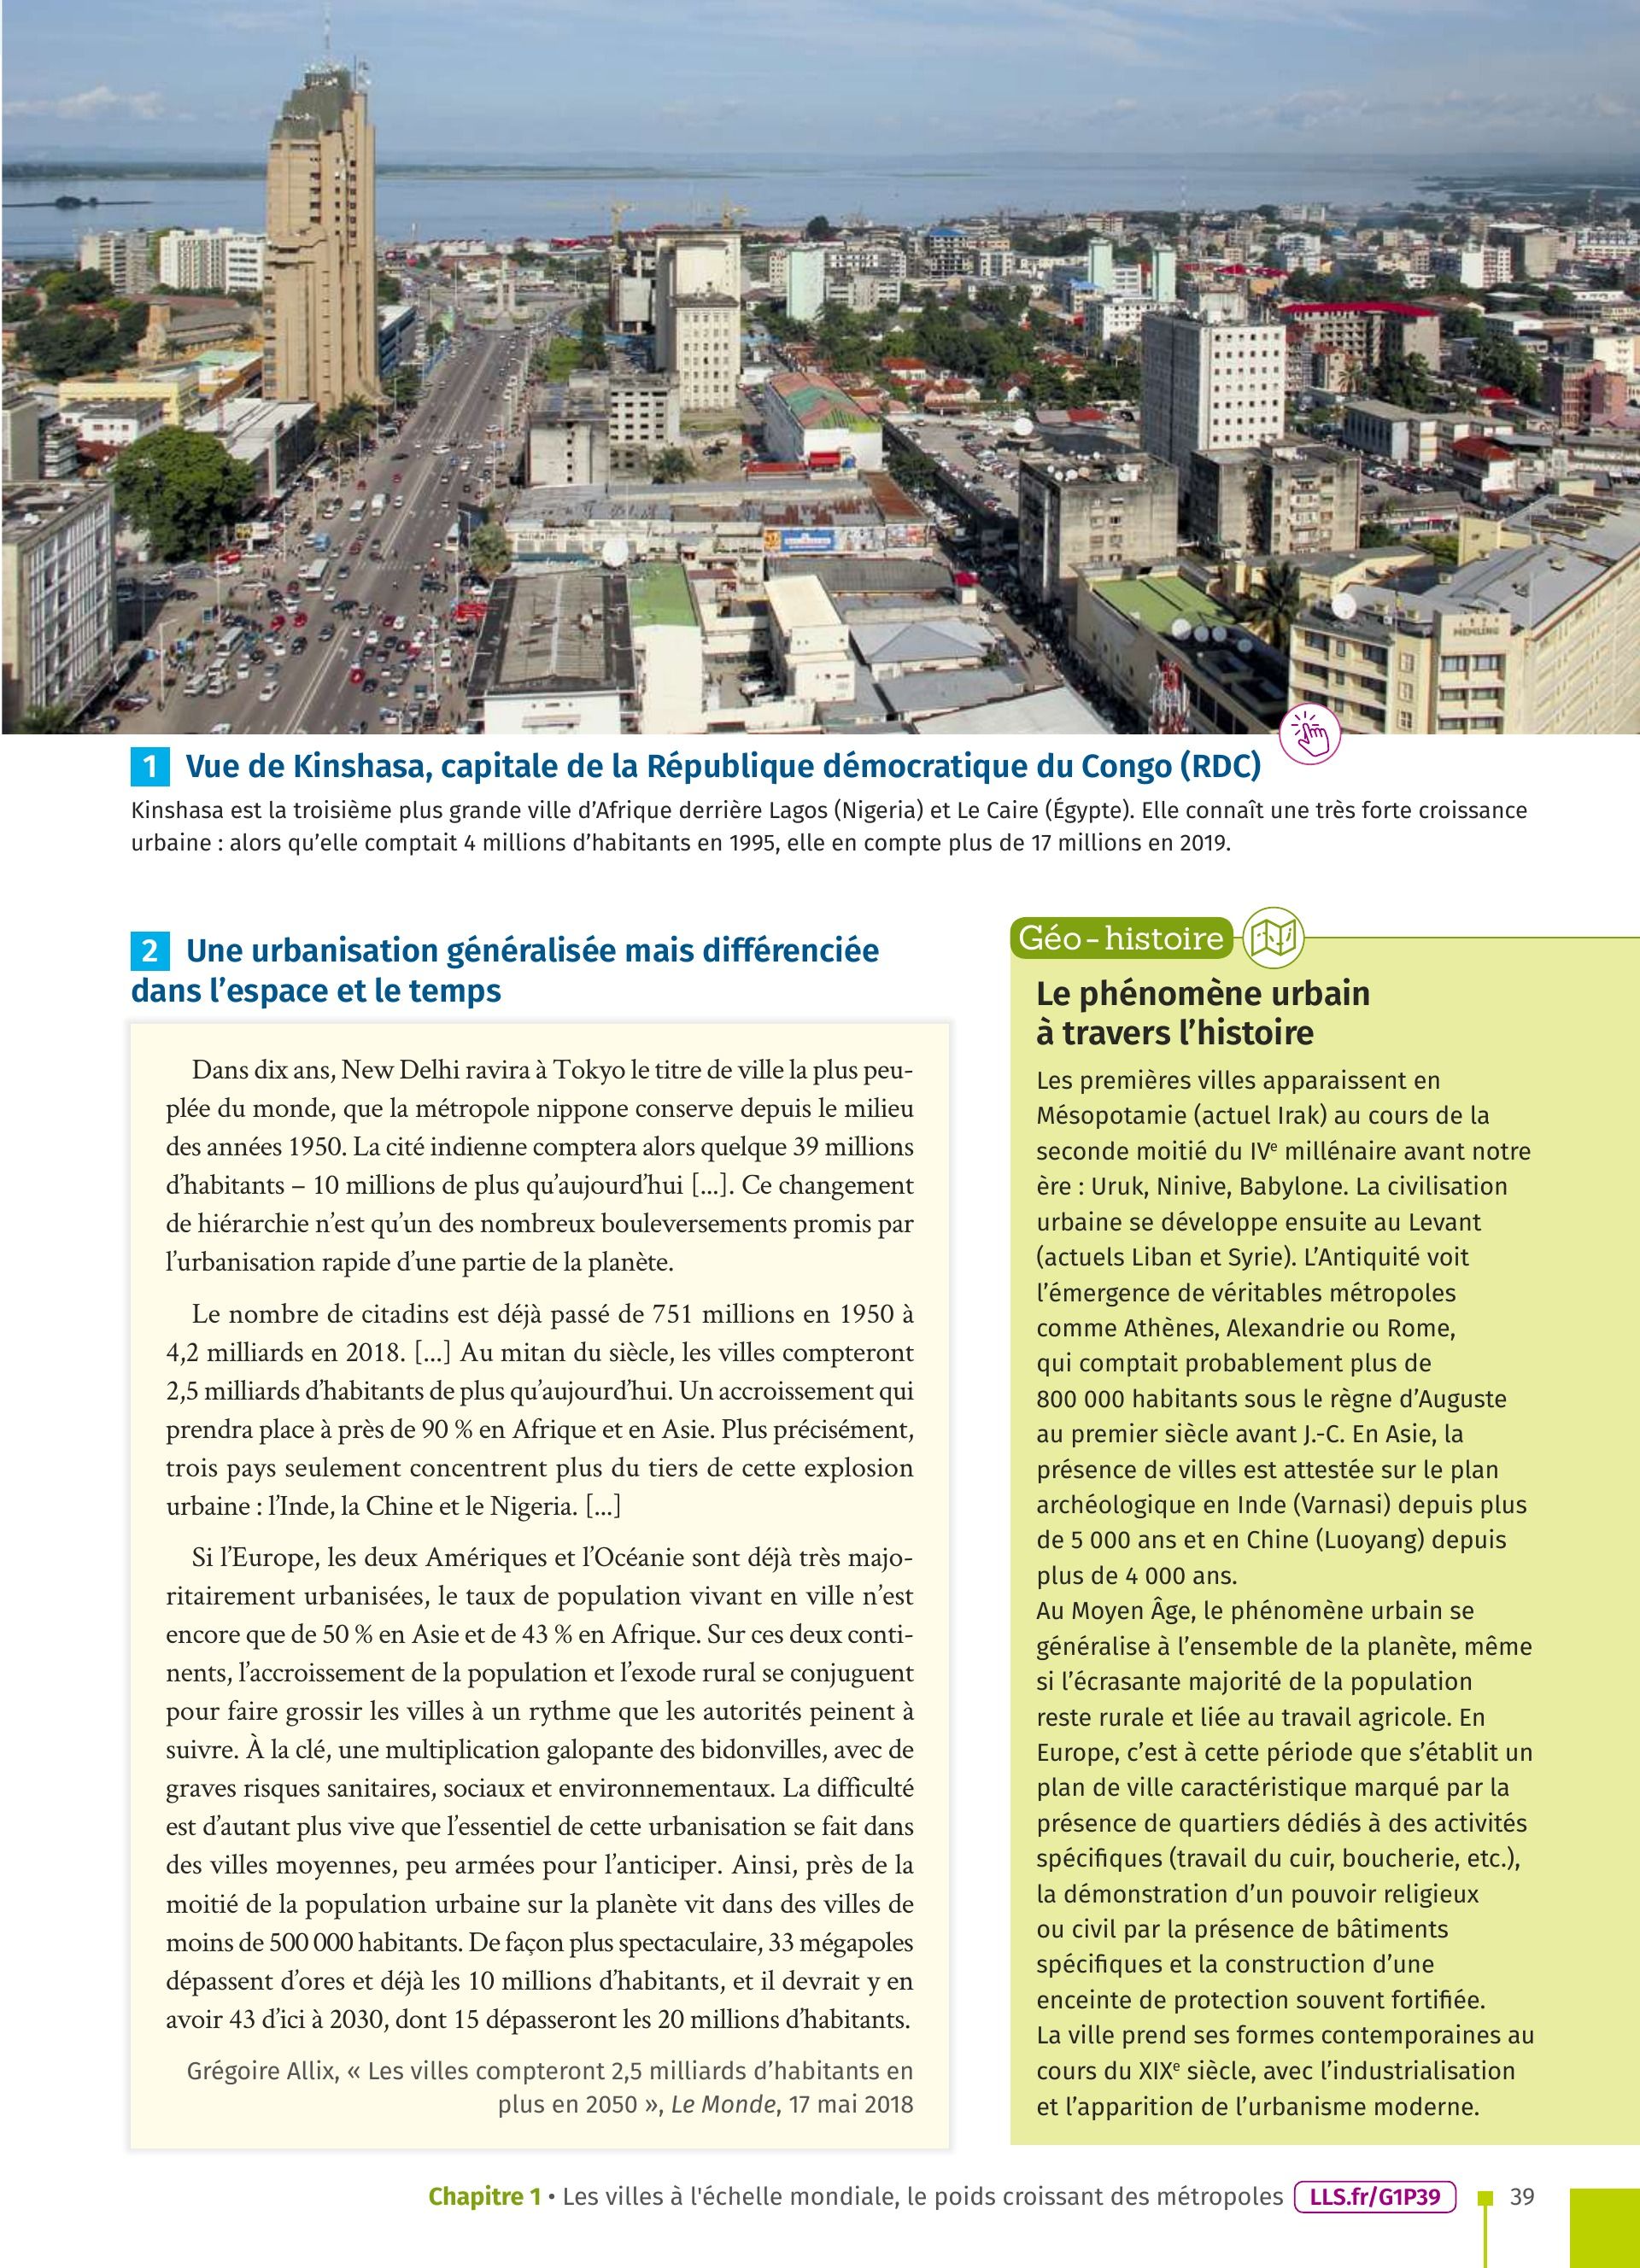 HEMLING
1 Vue de Kinshasa, capitale de la République démocratique du Congo (RDC)
Kinshasa est la troisième plus grande ville d’Afrique derrière Lagos (Nigeria) et Le Caire (Égypte). Elle connaît une très forte croissance
urbaine : alors qu’elle comptait 4 millions d’habitants en 1995, elle en compte plus de 17 millions en 2019.
2 Une urbanisation généralisée mais différenciée
dans l’espace et le temps
Dans dix ans, New Delhi ravira à Tokyo le titre de ville la plus peu-
plée du monde, que la métropole nippone conserve depuis le milieu
des années 1950. La cité indienne comptera alors quelque 39 millions
d’habitants – 10 millions de plus qu’aujourd’hui [...]. Ce changement
de hiérarchie n’est qu’un des nombreux bouleversements promis par
l’urbanisation rapide d’une partie de la planète.
Le nombre de citadins est déjà passé de 751 millions en 1950 à
4,2 milliards en 2018. [...] Au mitan du siècle, les villes compteront
2,5 milliards d’habitants de plus qu’aujourd’hui. Un accroissement qui
prendra place à près de 90 % en Afrique et en Asie. Plus précisément,
trois pays seulement concentrent plus du tiers de cette explosion
urbaine : l’Inde, la Chine et le Nigeria. [...]
Si l’Europe, les deux Amériques et l’Océanie sont déjà très majo-
ritairement urbanisées, le taux de population vivant en ville n’est
encore que de 50 % en Asie et de 43 % en Afrique. Sur ces deux conti-
nents, l’accroissement de la population et l’exode rural se conjuguent
pour faire grossir les villes à un rythme que les autorités peinent à
suivre. À la clé, une multiplication galopante des bidonvilles, avec de
graves risques sanitaires, sociaux et environnementaux. La difficulté
est d’autant plus vive que l’essentiel de cette urbanisation se fait dans
des villes moyennes, peu armées pour l’anticiper. Ainsi, près de la
moitié de la population urbaine sur la planète vit dans des villes de
moins de 500 000 habitants. De façon plus spectaculaire, 33 mégapoles
dépassent d’ores et déjà les 10 millions d’habitants, et il devrait y en
avoir 43 d’ici à 2030, dont 15 dépasseront les 20 millions d’habitants.
Grégoire Allix, « Les villes compteront 2,5 milliards d’habitants en
plus en 2050 », Le Monde, 17 mai 2018
Géo-histoire
Le phénomène urbain
à travers l’histoire
Les premières villes apparaissent en
Mésopotamie (actuel Irak) au cours de la
seconde moitié du IVe millénaire avant notre
ère : Uruk, Ninive, Babylone. La civilisation
urbaine se développe ensuite au Levant
(actuels Liban et Syrie). L’Antiquité voit
l’émergence de véritables métropoles
comme Athènes, Alexandrie ou Rome,
qui comptait probablement plus de
800 000 habitants sous le règne d’Auguste
au premier siècle avant J.-C. En Asie, la
présence de villes est attestée sur le plan
archéologique en Inde (Varnasi) depuis plus
de 5 000 ans et en Chine (Luoyang) depuis
plus de 4 000 ans.
Au Moyen Âge, le phénomène urbain se
généralise à l’ensemble de la planète, même
si l’écrasante majorité de la population
reste rurale et liée au travail agricole. En
Europe, c’est à cette période que s’établit un
plan de ville caractéristique marqué par la
présence de quartiers dédiés à des activités
spécifiques (travail du cuir, boucherie, etc.),
la démonstration d’un pouvoir religieux
ou civil par la présence de bâtiments
spécifiques et la construction d’une
enceinte de protection souvent fortifiée.
La ville prend ses formes contemporaines au
cours du XIXe siècle, avec l’industrialisation
et l’apparition de l’urbanisme moderne.
Chapitre 1 • Les villes à l'échelle mondiale, le poids croissant des métropoles LLS.fr/G1P39 39